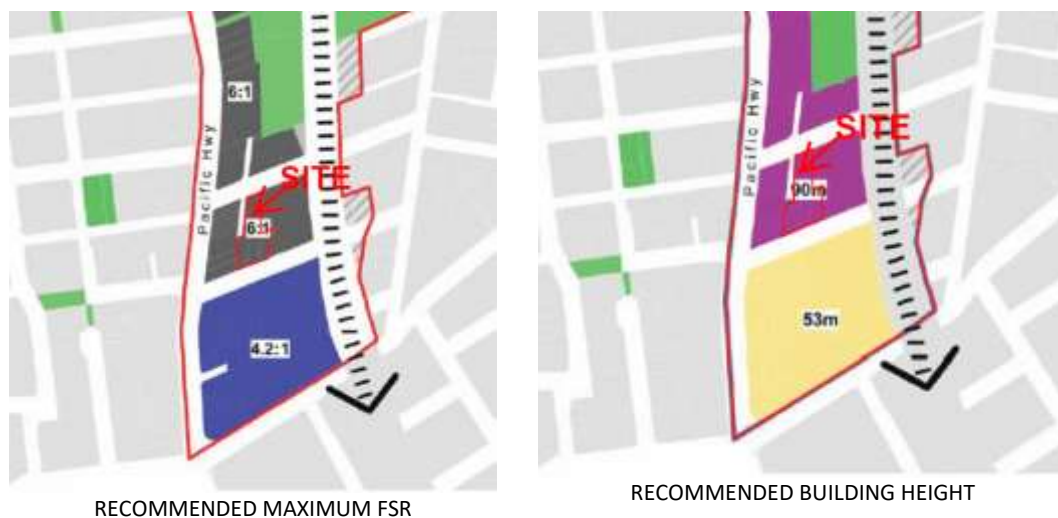 6:1
Pacific Hwy
SITE
6:1
4.2:1
RECOMMENDED MAXIMUM FSR
Pacific Hwy
SITE
90m
53m
RECOMMENDED BUILDING HEIGHT